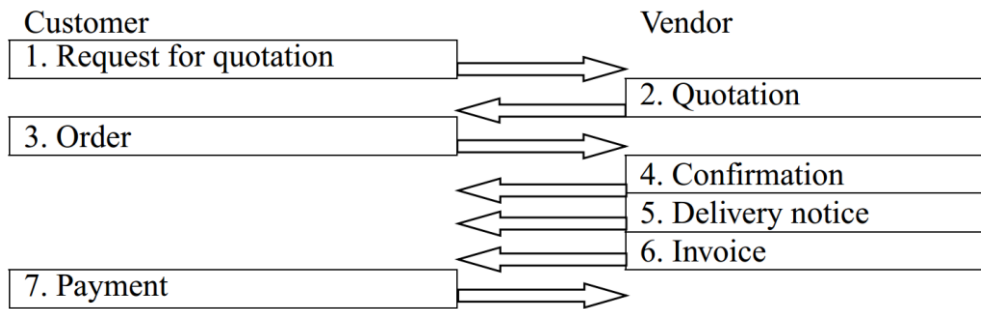 Customer
Vendor
1. Request for quotation
2. Quotation
3. Order
4. Confirmation
5. Delivery notice
6. Invoice
7. Payment